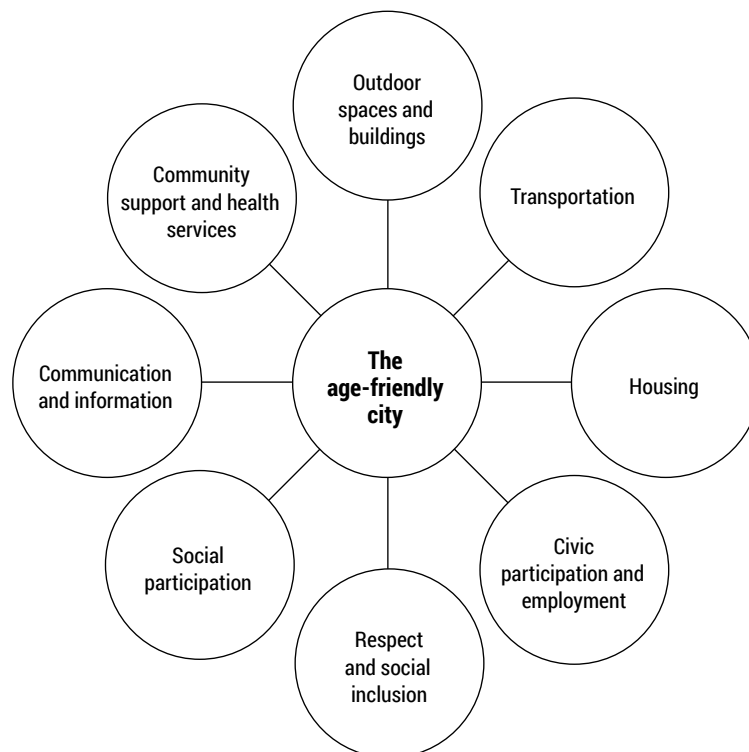 Outdoor
spaces and
buildings
Transportation
Housing
Civic
participation and
employment
Respect
and social
inclusion
Social
participation
Communication
and information
Community
support and health
services
The
age-friendly
city